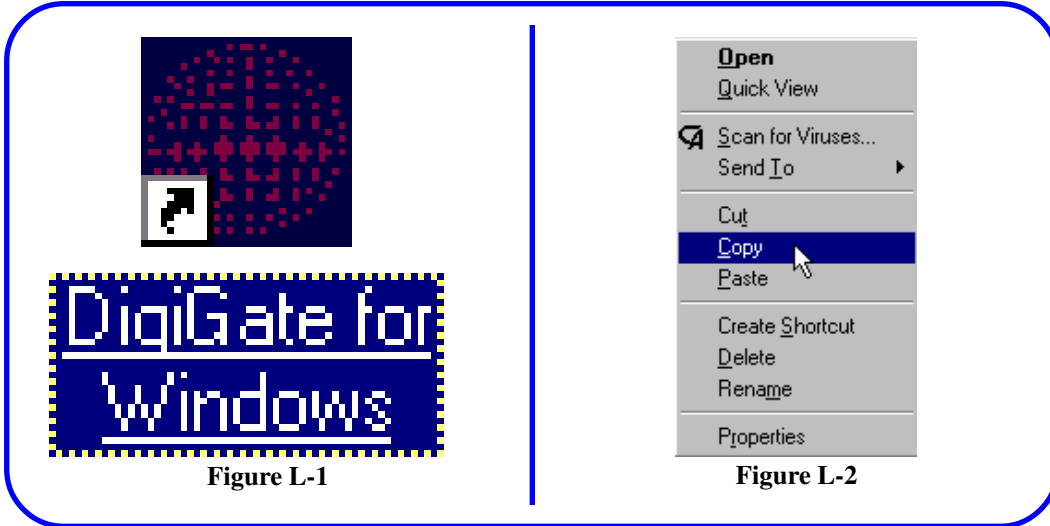 DigiGate for
Windows
Figure L-1
Open
Quick View
Scan for Viruses...
Send To
Cut
Copy
Paste
Create Shortcut
Delete
Rename
Properties
Figure L-2